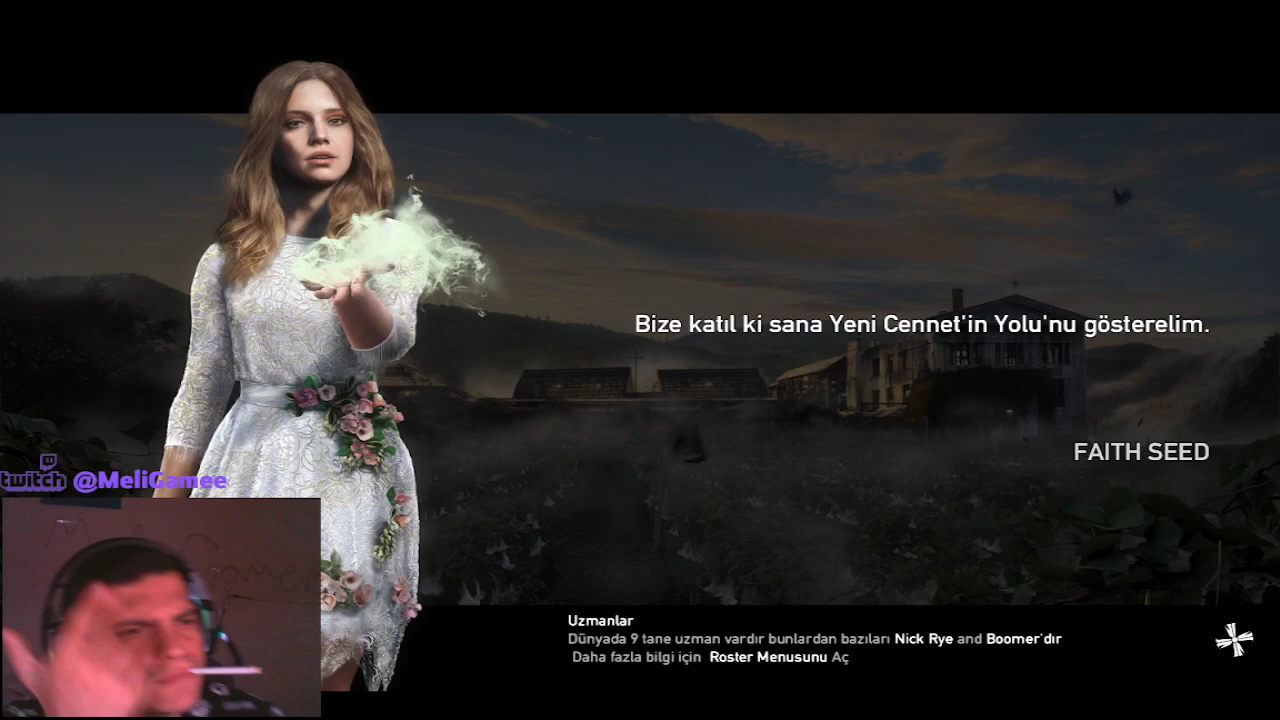 Bize katıl ki sana Yeni Cennet'in Yolu'nu gösterelim.
FAITH SEED
twitch @MeliGamee
Uzmanlar
Dünyada 9 tane uzman vardır bunlardan bazıları Nick Rye and Boomer'dır
Daha fazla bilgi için Roster Menusunu Aç